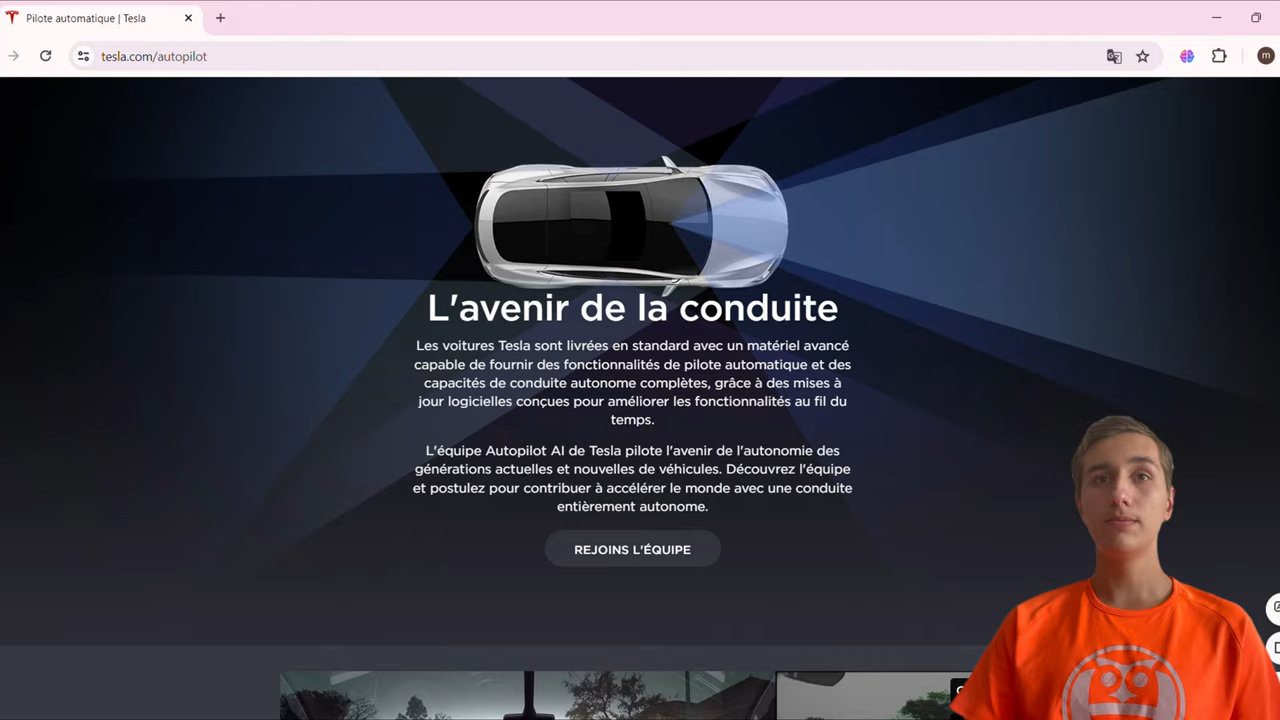 Pilote automatique | Tesla
tesla.com/autopilot
m
L'avenir de la conduite
Les voitures Tesla sont livrées en standard avec un matériel avancé
capable de fournir des fonctionnalités de pilote automatique et des
capacités de conduite autonome complètes, grâce à des mises à
jour logicielles conçues pour améliorer les fonctionnalités au fil du
temps.
L'équipe Autopilot AI de Tesla pilote l'avenir de l'autonomie des
générations actuelles et nouvelles de véhicules. Découvrez l'équipe
et postulez pour contribuer à accélérer le monde avec une conduite
entièrement autonome.
REJOINS L'ÉQUIPE